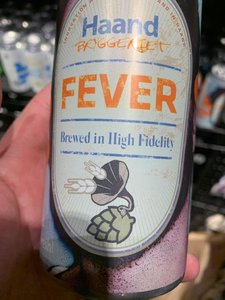 Haand
BRYGGERIET
FEVER
Brewed in High Fidelity